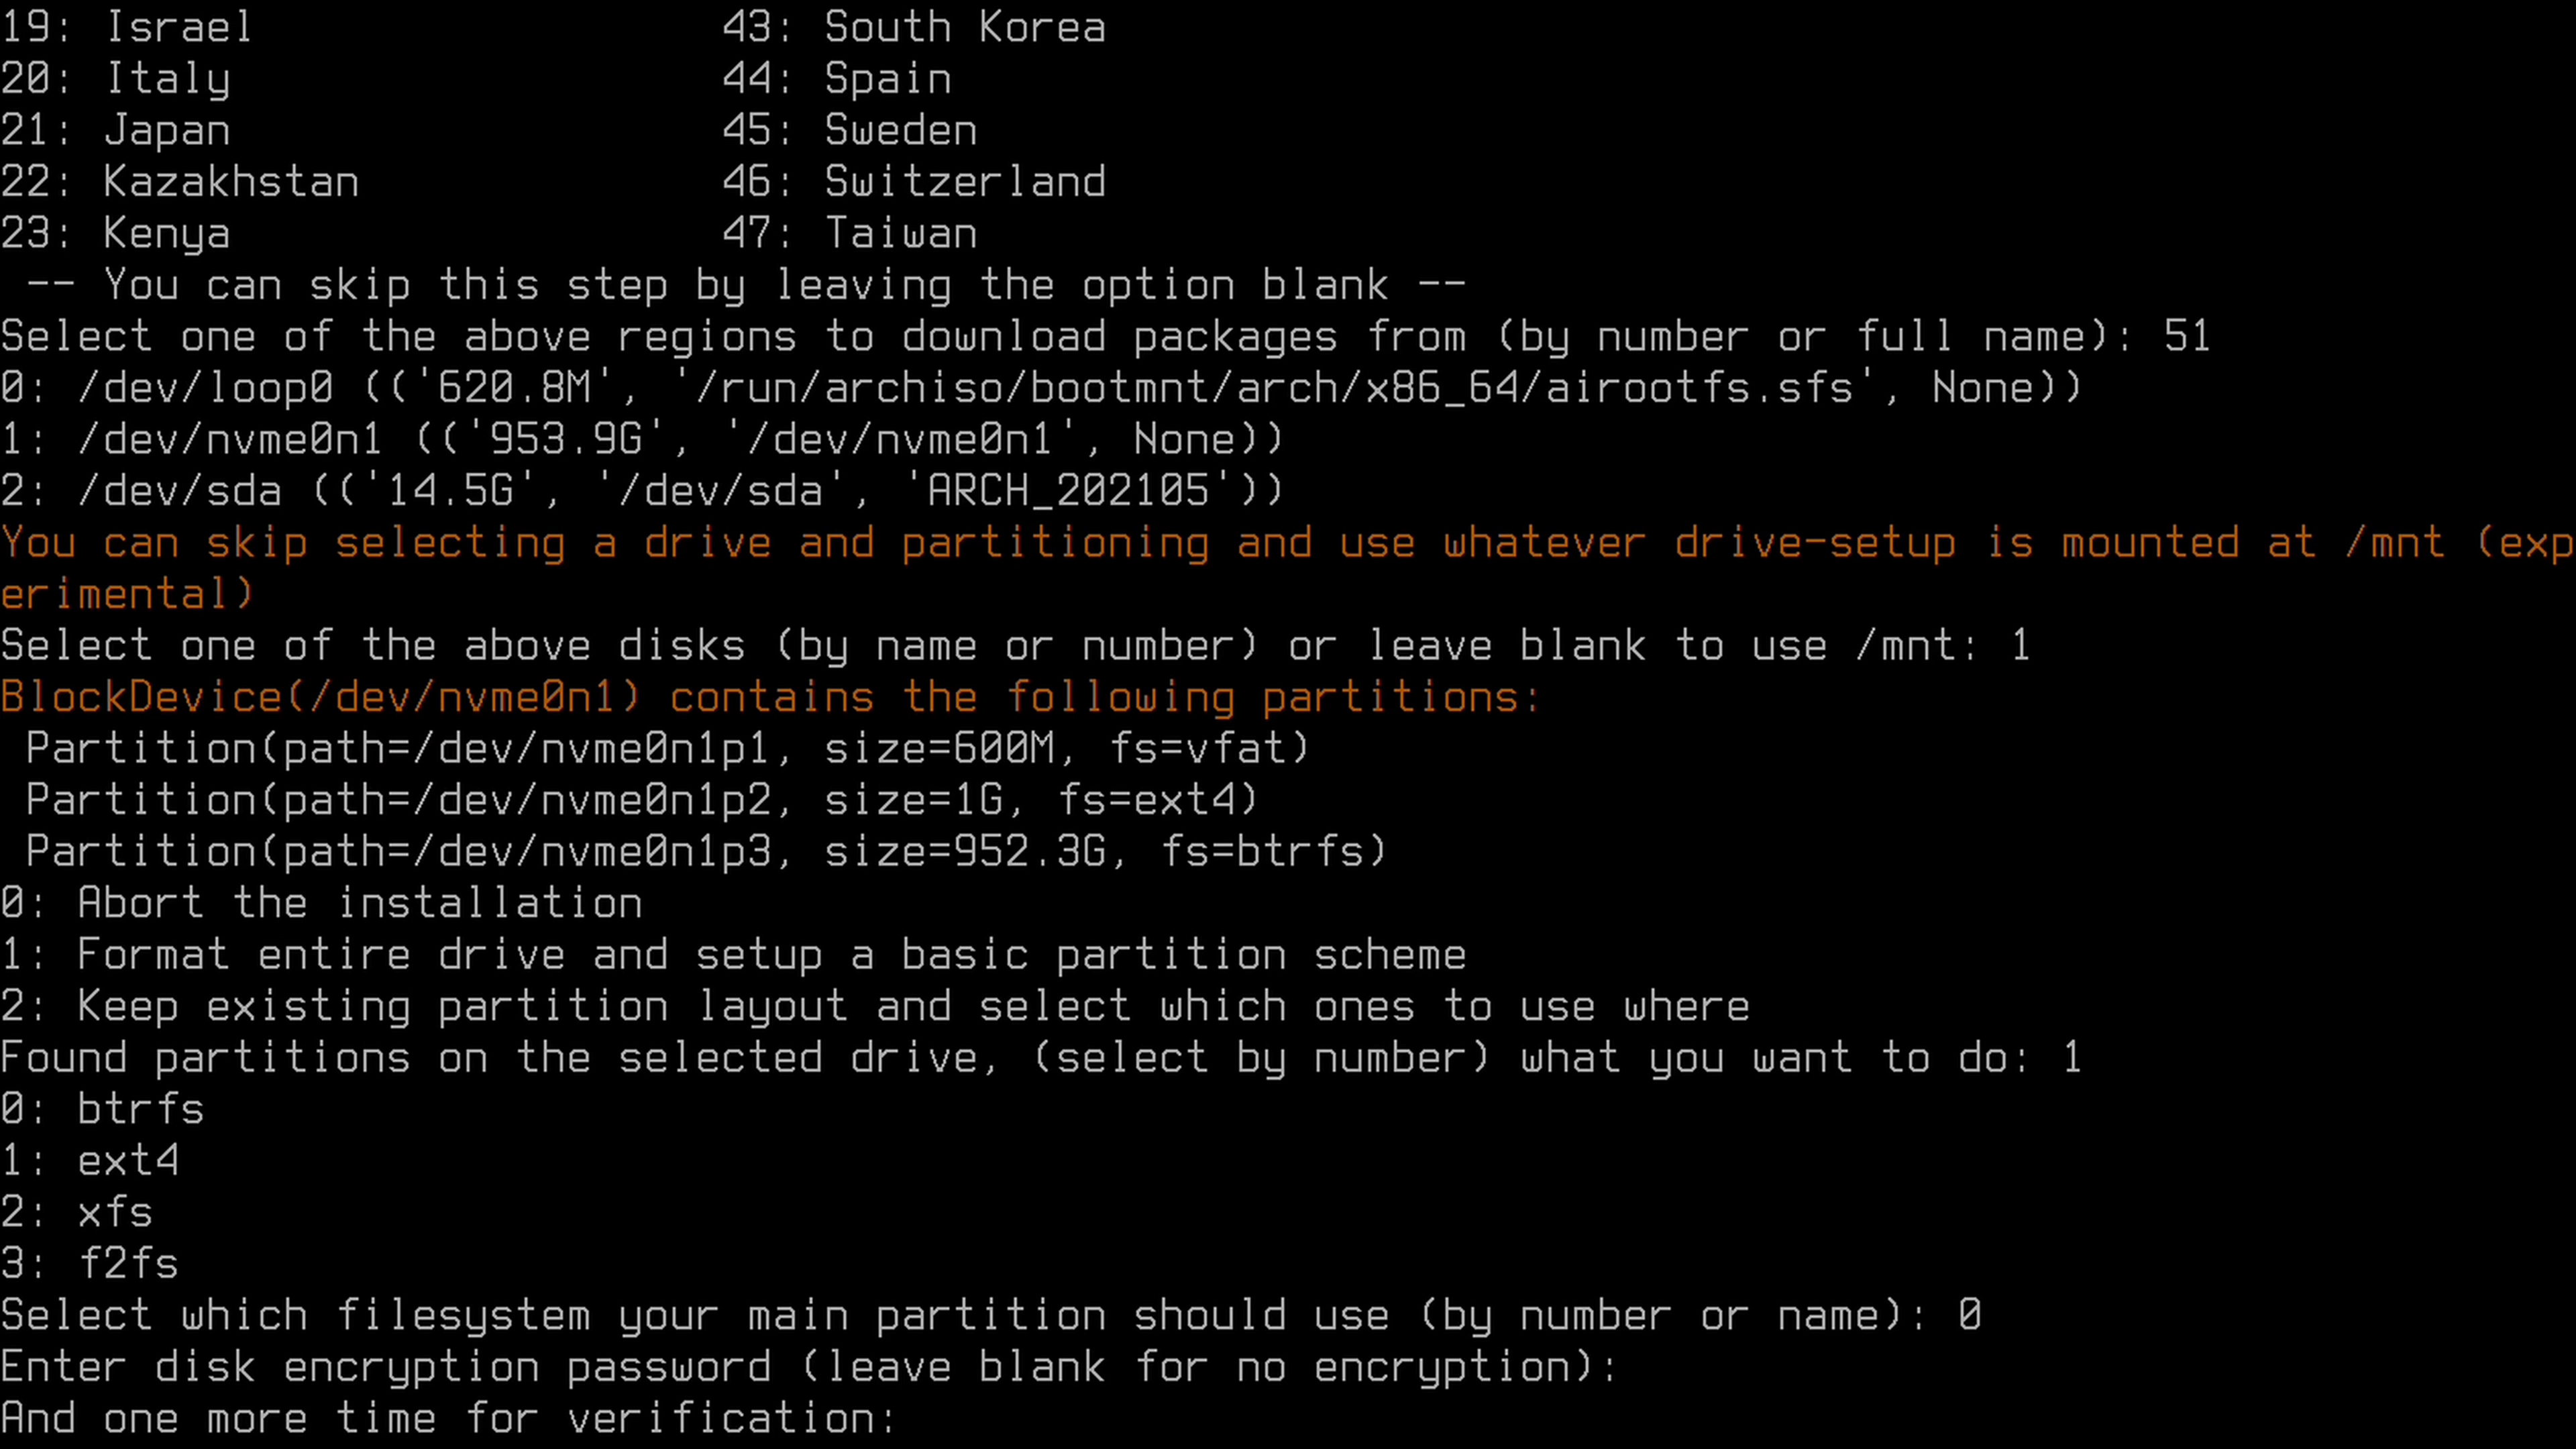 19: Israel                  43: South Korea
20: Italy                   44: Spain
21: Japan                   45: Sweden
22: Kazakhstan              46: Switzerland
23: Kenya                   47: Taiwan
 -- You can skip this step by leaving the option blank --
Select one of the above regions to download packages from (by number or full name): 51
0: /dev/loop0 (('620.8M', '/run/archiso/bootmnt/arch/x86_64/airootfs.sfs', None))
1: /dev/nvme0n1 (('953.9G', '/dev/nvme0n1', None))
2: /dev/sda (('14.5G', '/dev/sda', 'ARCH_202105'))
You can skip selecting a drive and partitioning and use whatever drive-setup is mounted at /mnt (exp
erimental)
Select one of the above disks (by name or number) or leave blank to use /mnt: 1
BlockDevice(/dev/nvme0n1) contains the following partitions:
 Partition(path=/dev/nvme0n1p1, size=600M, fs=vfat)
 Partition(path=/dev/nvme0n1p2, size=1G, fs=ext4)
 Partition(path=/dev/nvme0n1p3, size=952.3G, fs=btrfs)
0: Abort the installation
1: Format entire drive and setup a basic partition scheme
2: Keep existing partition layout and select which ones to use where
Found partitions on the selected drive, (select by number) what you want to do: 1
0: btrfs
1: ext4
2: xfs
3: f2fs
Select which filesystem your main partition should use (by number or name): 0
Enter disk encryption password (leave blank for no encryption):
And one more time for verification: